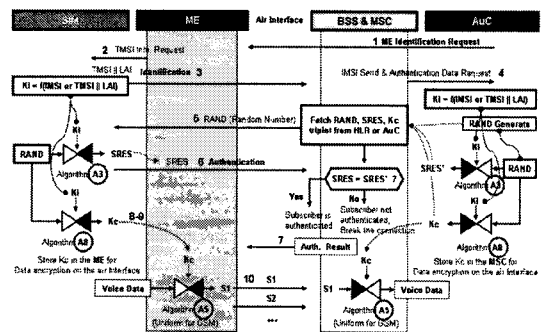 SIM
ME
Air Interface
BSS & MSC
AuC
1 ME Identification Request
2 TMSI Info. Request
TMSI || LAI
Identification 3
IMSI Send & Authentication Data Request 4
Ki = f(IMSI or TMSI || LAI)
Ki = f(IMSI or TMSI || LAI)
RAND Generate
Ki
Ki
5 RAND (Random Number)
Fetch RAND, SRES, Kc
triplet from HLR or AuC
RAND
SRES
SRES
6 Authentication
SRES = SRES' ?
SRES'
RAND
Algorithm A3
Algorithm A3
Ki
Ki
Yes
No
Subscriber is
authenticated
Subscriber not
authenticated,
Break the connection
Kc
8-9
7
Auth. Result
Kc
Algorithm A8
Algorithm A8
Store Kc in the ME for
Data encryption on the air Interface
Store Kc in the MSC for
Data encryption on the air Interface
Kc
Kc
Voice Data
S1
10 S1
S1
Voice Data
S2
Algorithm A5
Algorithm A5
(Uniform for GSM)
•••
(Uniform for GSM)